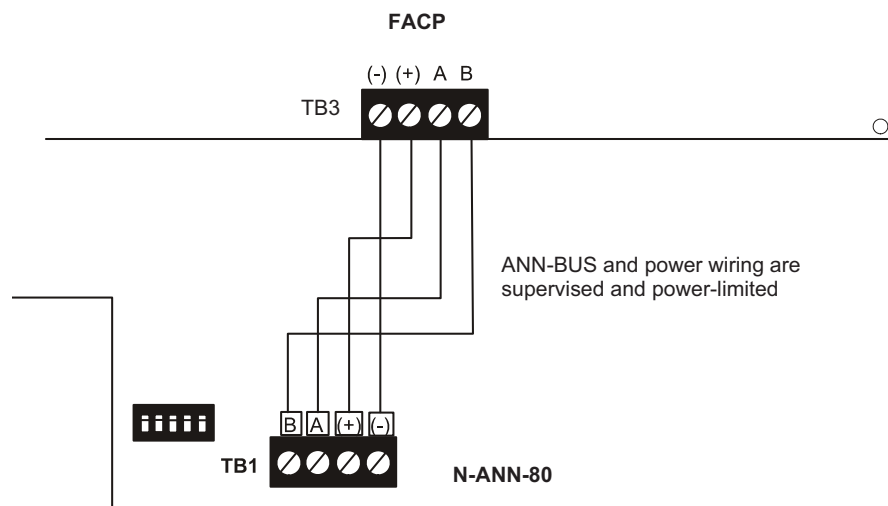 FACP
(-) (+) A B
TB3
ANN-BUS and power wiring are
supervised and power-limited
B A (+) (-)
TB1
N-ANN-80